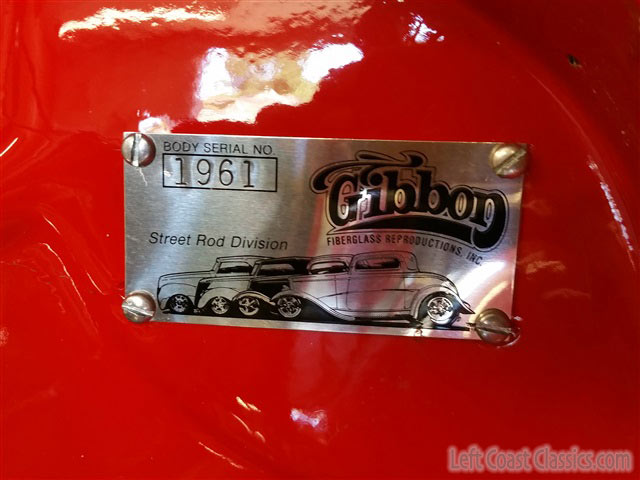 BODY SERIAL NO.
1961
Gibbon
FIBERGLASS REPRODUCTIONS, INC.
Street Rod Division
Left Coast Classics.com